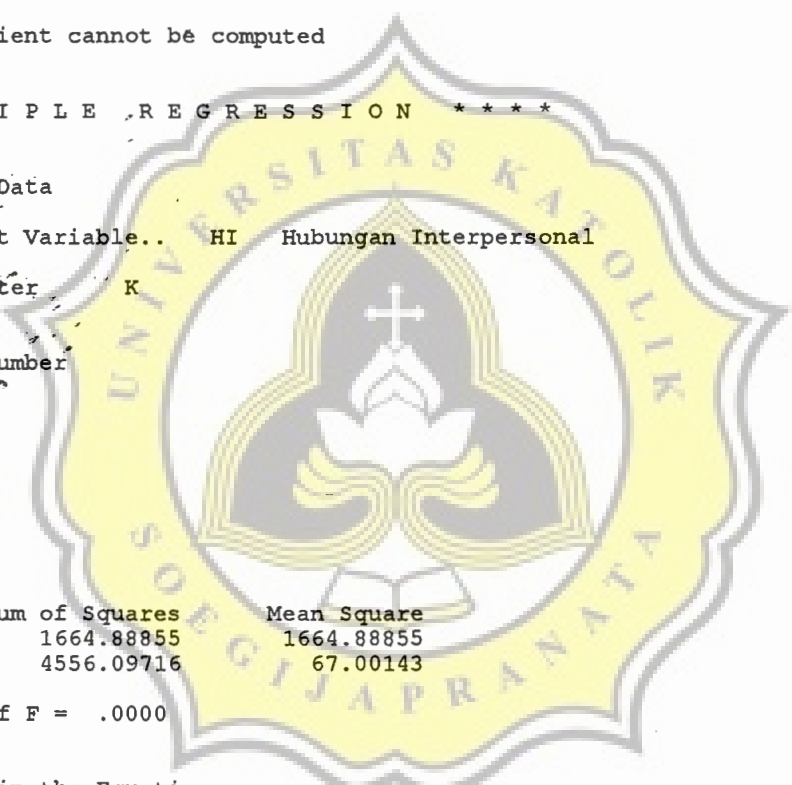 ient cannot be computed
I P L E R E G R E S S I O N * * * *
Data
t Variable.. HI Hubungan Interpersonal
ter K
umber
um of Squares Mean Square
1664.88855 1664.88855
4556.09716 67.00143
f F = .0000
UNIVERSITAS KATOLIK
SOEGIJAPRANATA